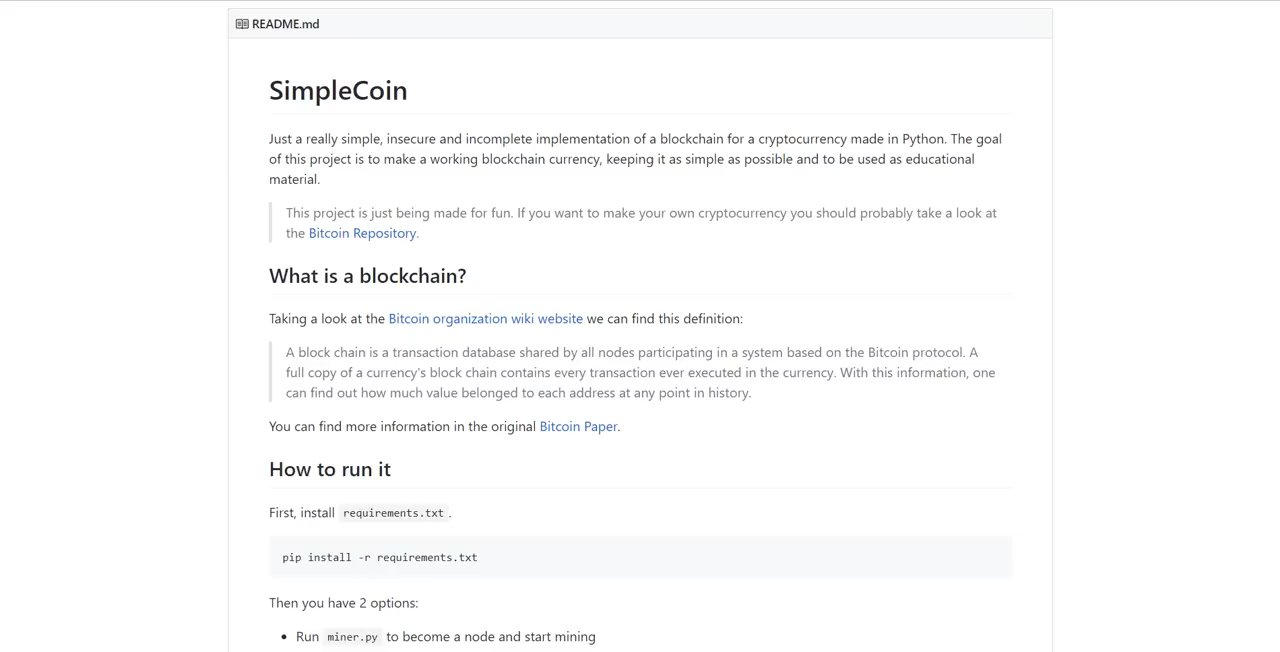 README.md
SimpleCoin
Just a really simple, insecure and incomplete implementation of a blockchain for a cryptocurrency made in Python. The goal
of this project is to make a working blockchain currency, keeping it as simple as possible and to be used as educational
material.
This project is just being made for fun. If you want to make your own cryptocurrency you should probably take a look at
the Bitcoin Repository.
What is a blockchain?
Taking a look at the Bitcoin organization wiki website we can find this definition:
A block chain is a transaction database shared by all nodes participating in a system based on the Bitcoin protocol. A
full copy of a currency's block chain contains every transaction ever executed in the currency. With this information, one
can find out how much value belonged to each address at any point in history.
You can find more information in the original Bitcoin Paper.
How to run it
First, install requirements.txt .
pip install -r requirements.txt
Then you have 2 options:
• Run miner.py to become a node and start mining